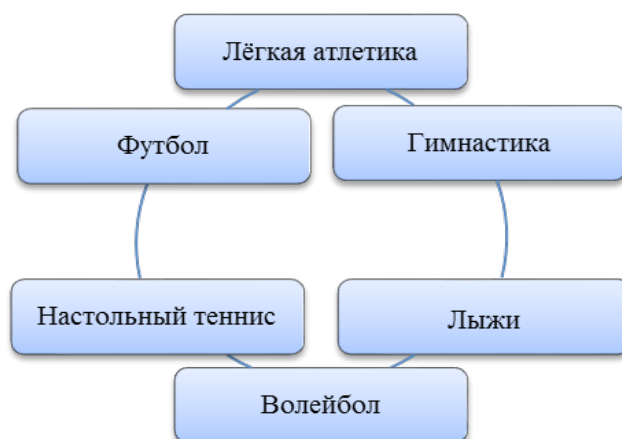 Лёгкая атлетика
Футбол
Гимнастика
Настольный теннис
Лыжи
Волейбол